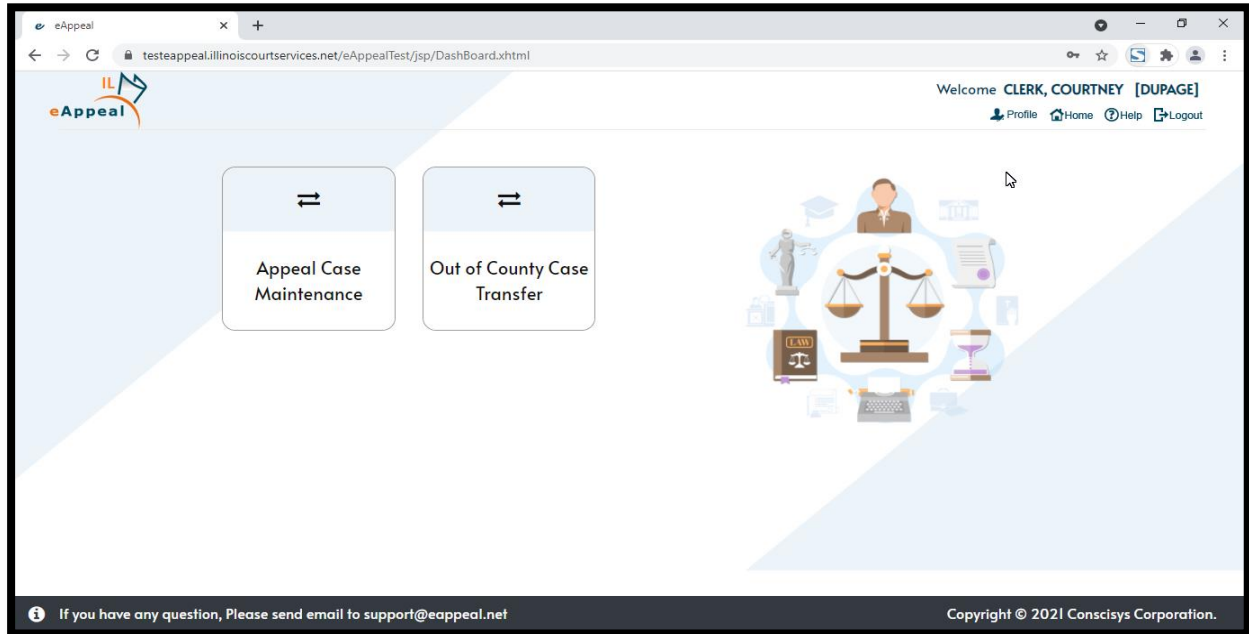 eAppeal
testeappeal.illinoiscourtservices.net/eAppealTest/jsp/DashBoard.xhtml
IL
eAppeal
Welcome CLERK, COURTNEY [DUPAGE]
Profile Home Help Logout
Appeal Case
Maintenance
Out of County Case
Transfer
LAW
If you have any question, Please send email to support@eappeal.net
Copyright © 2021 Conscisys Corporation.